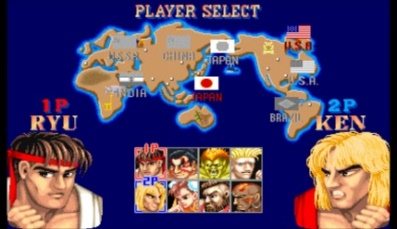 PLAYER SELECT
U.S.A
U.S.S.R
CHINA
JAPAN
U.S.A.
INDIA
JAPAN
BRAZIL
1P
2P
RYU
KEN
1P
2P